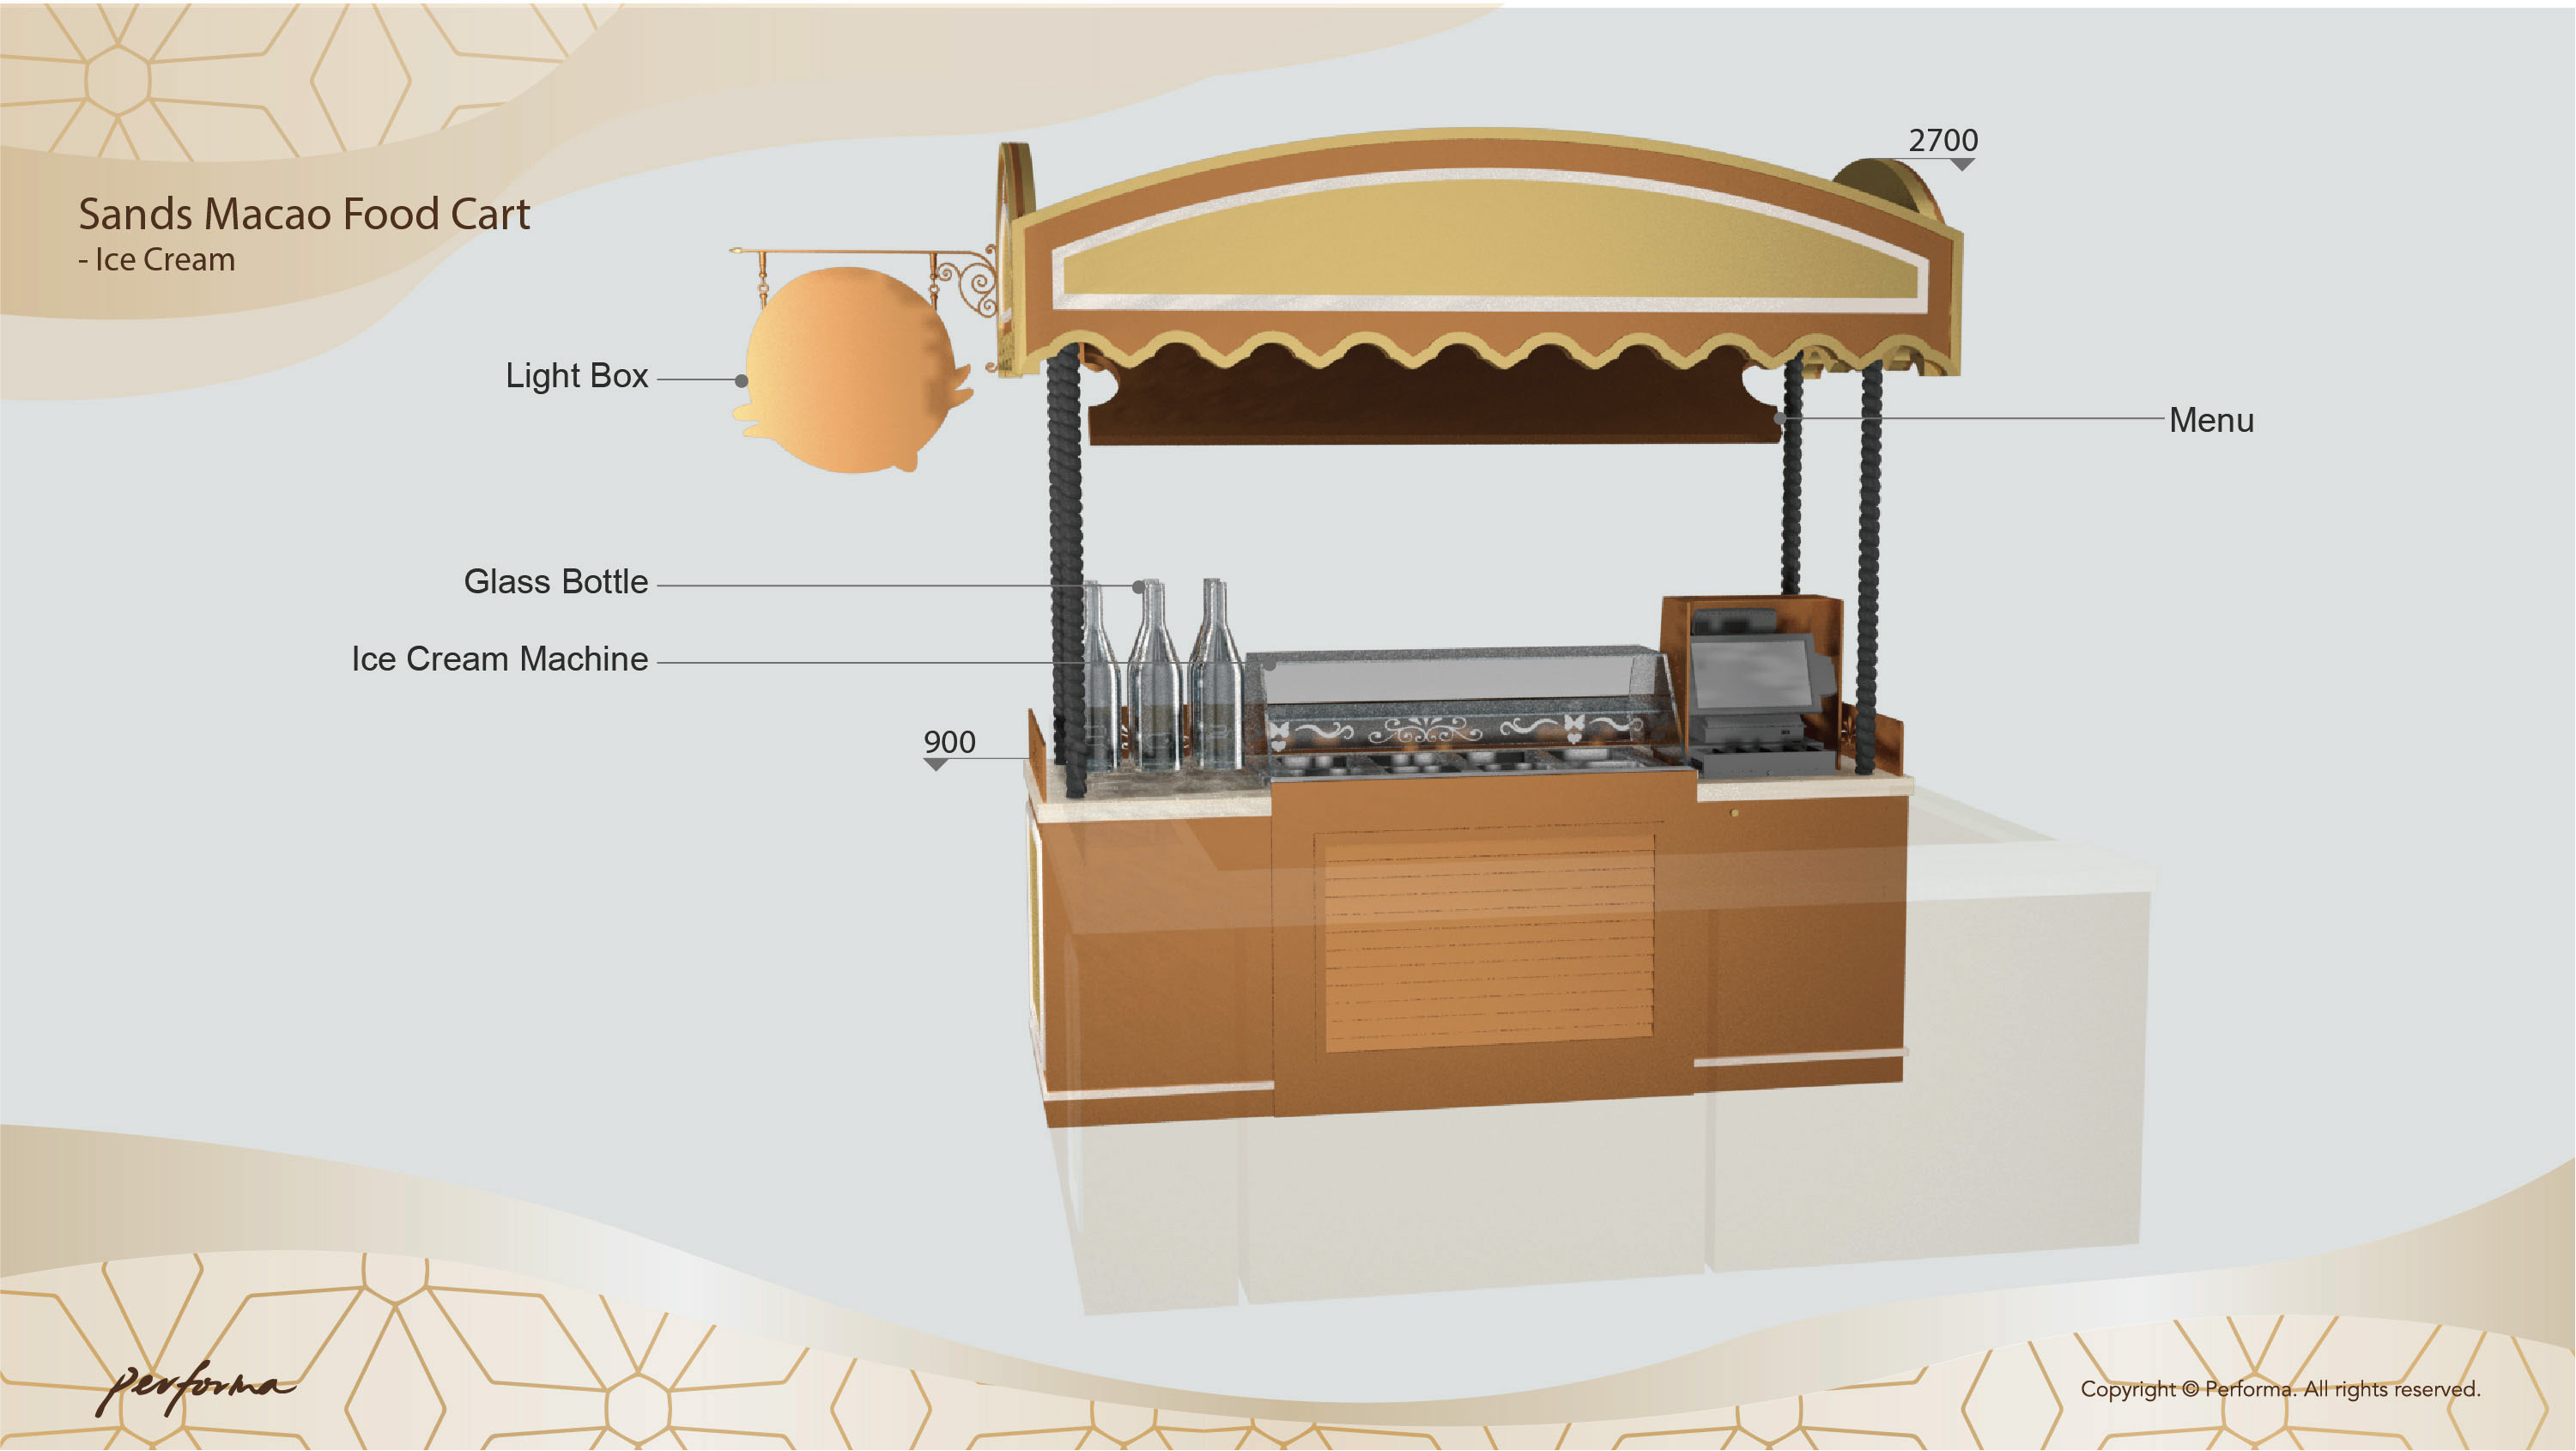 Sands Macao Food Cart
- Ice Cream
2700
Light Box
Menu
Glass Bottle
Ice Cream Machine
900
performa
Copyright © Performa. All rights reserved.